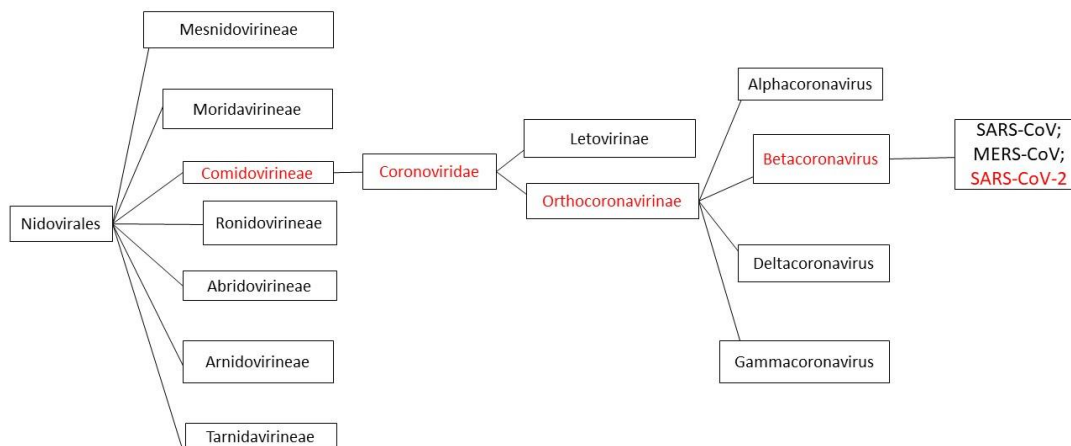 Mesnidovirineae
Moridavirineae
Comidovirineae
Ronidovirineae
Nidovirales
Abridovirineae
Arnidovirineae
Tarnidavirineae
Coronoviridae
Letovirinae
Orthocoronavirinae
Alphacoronavirus
Betacoronavirus
Deltacoronavirus
Gammacoronavirus
SARS-CoV;
MERS-CoV;
SARS-CoV-2